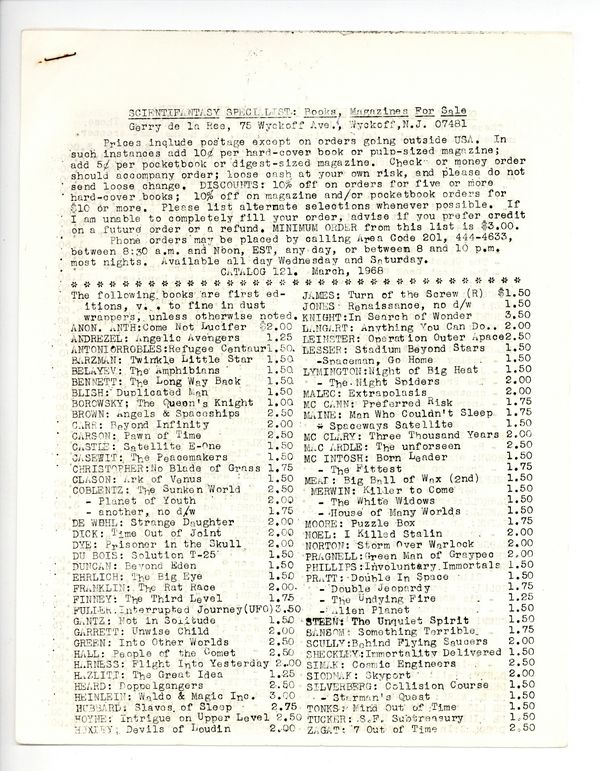 SCIENTIFANTASY SPECIALIST: Books, Magazines For Sale
Gerry de la Ree, 75 Wyckoff Ave., Wyckoff, N.J. 07481
Prices include postage except on orders going outside USA. In
such instances add 10¢ per hard-cover book or pulp-sized magazine;
add 5¢ per pocketbook or digest-sized magazine. Check or money order
should accompany order; loose cash at your own risk, and please do not
send loose change. DISCOUNTS: 10% off on orders for five or more
hard-cover books; 10% off on magazine and/or pocketbook orders for
$10 or more. Please list alternate selections whenever possible. If
I am unable to completely fill your order, advise if you prefer credit
on a future order or a refund. MINIMUM ORDER from this list is $3.00.
Phone orders may be placed by calling Area Code 201, 444-4633,
between 8:30 a.m. and Noon, EST, any day, or between 8 and 10 p.m.
most nights. Available all day Wednesday and Saturday.
CATALOG 121. March, 1968
* * * * * * * * * * * * * * * * * * * * * * * * * * * * * * * * *
The following books are first ed-
itions, v. to fine in dust
wrappers, unless otherwise noted.
ANON. ANTH:Come Not Lucifer $2.00
ANDREZEL: Angelic Avengers 1.25
ANTONIORROBLES:Refugee Centaur1.50
BARZMAN: Twinkle Little Star 1.50
BELAYEV: The Amphibians 1.50
BENNETT: The Long Way Back 1.50
BLISH: Duplicated Man 1.50
BOROWSKY: The Queen's Knight 1.00
BROWN: Angels & Spaceships 2.50
CARR: Beyond Infinity 2.00
CARSON: Pawn of Time 2.50
CASTLE: Satellite E-One 1.50
CASEWIT: The Peacemakers 1.50
CHRISTOPHER:No Blade of Grass 1.75
CLASON: Ark of Venus 1.50
COBLENTZ: The Sunken World 2.50
- Planet of Youth 2.00
- another, no d/w 1.75
DE WOHL: Strange Daughter 2.00
DICK: Time Out of Joint 2.00
DYE: Prisoner in the Skull 2.00
DU BOIS: Solution T-25 1.50
DUNCAN: Beyond Eden 1.50
EHRLICH: The Big Eye 1.50
FRANKLIN: The Rat Race 2.00
FINNEY: The Third Level 1.75
FULLER:Interrupted Journey(UFO)3.50
GANTZ: Not in Solitude 1.50
GARRETT: Unwise Child 2.00
GREEN: Into Other Worlds 2.50
HALL: People of the Comet 2.50
HARNESS: Flight Into Yesterday 2.00
HAZLITT: The Great Idea 1.25
HEARD: Doppelgangers 2.50
HEINLEIN: Waldo & Magic Inc. 3.00
HUBBARD: Slaves of Sleep 2.75
HOYNE: Intrigue on Upper Level 2.50
HUXLEY: Devils of Loudin 2.00
JAMES: Turn of the Screw (R) $1.50
JONES: Renaissance, no d/w 1.50
KNIGHT:In Search of Wonder 3.50
LANGART: Anything You Can Do.. 2.00
LEINSTER: Operation Outer Space2.50
LESSER: Stadium Beyond Stars 1.50
-Spaceman, Go Home 1.50
LYMINGTON:Night of Big Heat 1.50
- The Night Spiders 2.00
MALEC: Extrapolasis 2.00
MC CANN: Preferred Risk 1.75
MAINE: Man Who Couldn't Sleep 1.75
* Spaceways Satellite 1.50
MC CLARY: Three Thousand Years 2.00
MAC ARDLE: The unforseen 2.50
MC INTOSH: Born Leader 1.50
- The Fittest 1.75
MEAD: Big Ball of Wax (2nd) 1.50
MERWIN: Killer to Come 1.50
- The White Widows 1.50
-House of Many Worlds 1.50
MOORE: Puzzle Box 1.75
NOEL: I Killed Stalin 2.00
NORTON: Storm Over Warlock 2.00
PRAGNELL:Green Man of Graypec 2.00
PHILLIPS:Involuntary Immortals 1.50
PRATT: Double In Space 1.50
- Double Jeopardy 1.75
- The Undying Fire 1.25
- Alien Planet 1.50
STEEN: The Unquiet Spirit 1.50
SANSOM: Something Terrible 1.75
SCULLY:Behind Flying Saucers 2.00
SHECKLEY:Immortality Delivered 1.50
SIMAK: Cosmic Engineers 2.50
SIODMAK: Skyport 2.00
SILVERBERG: Collision Course 1.50
- Starman's Quest 1.50
TONKS: Mind Out of Time 1.50
TUCKER: S.F. Subtreasury 1.50
ZAGAT: 7 Out of Time 2.50